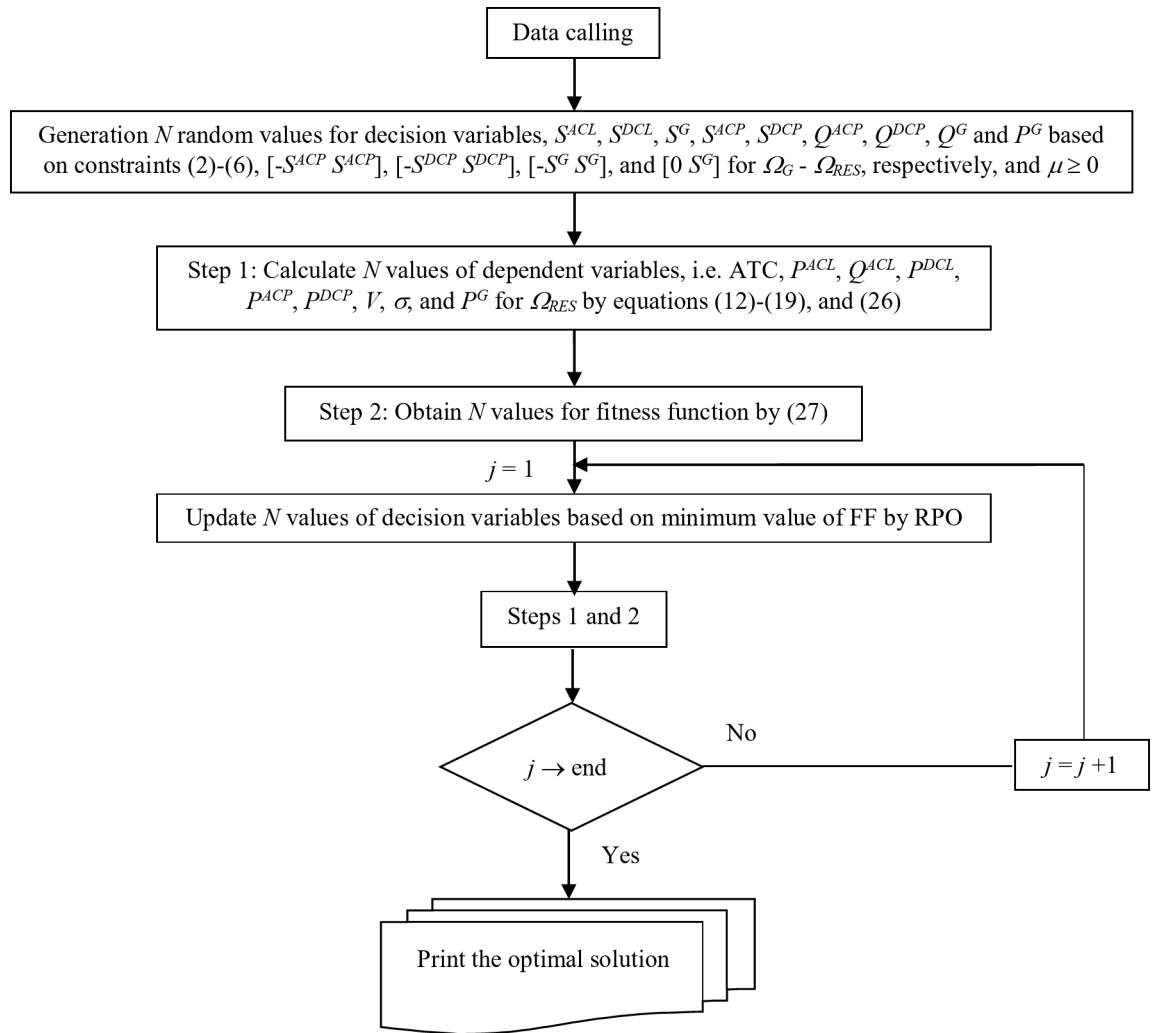 Data calling
Generation N random values for decision variables, S^ACL, S^DCL, S^G, S^ACP, S^DCP, Q^ACP, Q^DCP, Q^G and P^G based
on constraints (2)-(6), [-S^ACP S^ACP], [-S^DCP S^DCP], [-S^G S^G], and [0 S^G] for Ω_G - Ω_RES, respectively, and μ ≥ 0
Step 1: Calculate N values of dependent variables, i.e. ATC, P^ACL, Q^ACL, P^DCL,
P^ACP, P^DCP, V, σ, and P^G for Ω_RES by equations (12)-(19), and (26)
Step 2: Obtain N values for fitness function by (27)
j = 1
Update N values of decision variables based on minimum value of FF by RPO
Steps 1 and 2
j → end
No
j = j +1
Yes
Print the optimal solution